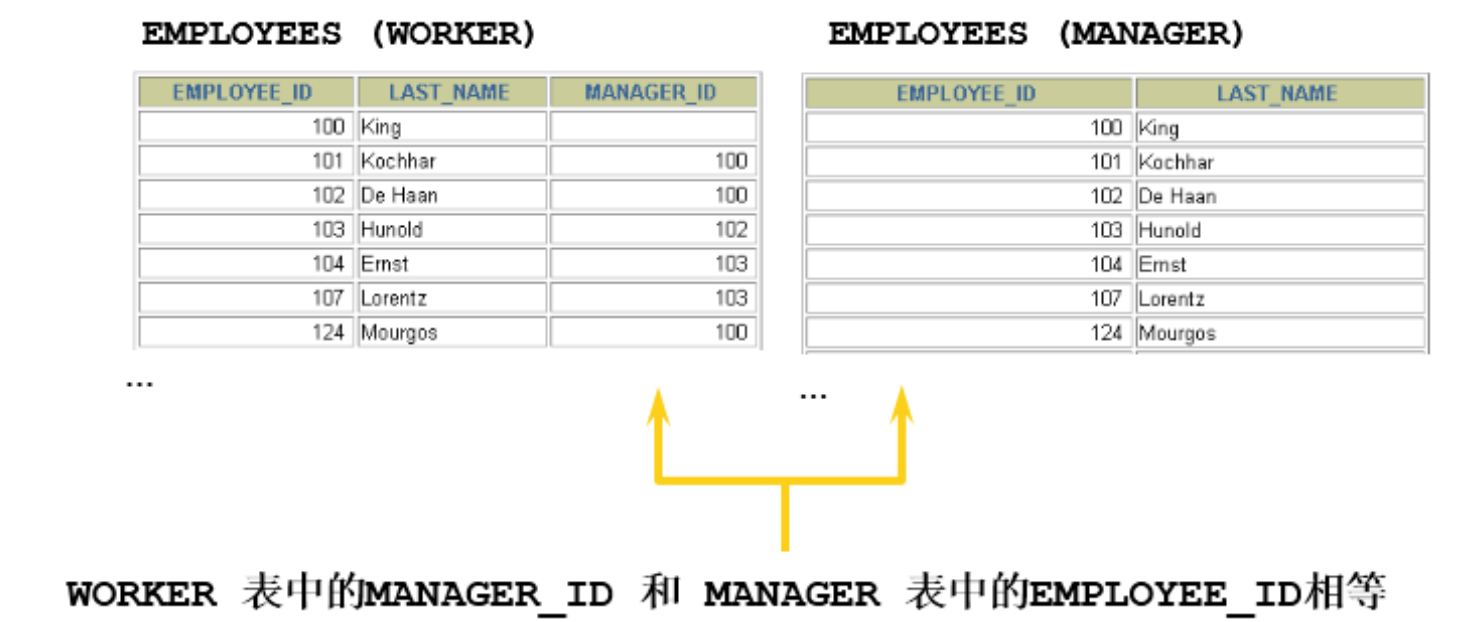 EMPLOYEES (WORKER)
EMPLOYEES (MANAGER)
EMPLOYEE_ID LAST_NAME MANAGER_ID
100 King
101 Kochhar 100
102 De Haan 100
103 Hunold 102
104 Ernst 103
107 Lorentz 103
124 Mourgos 100
...
EMPLOYEE_ID LAST_NAME
100 King
101 Kochhar
102 De Haan
103 Hunold
104 Ernst
107 Lorentz
124 Mourgos
...
WORKER 表中的MANAGER_ID 和 MANAGER 表中的EMPLOYEE_ID相等